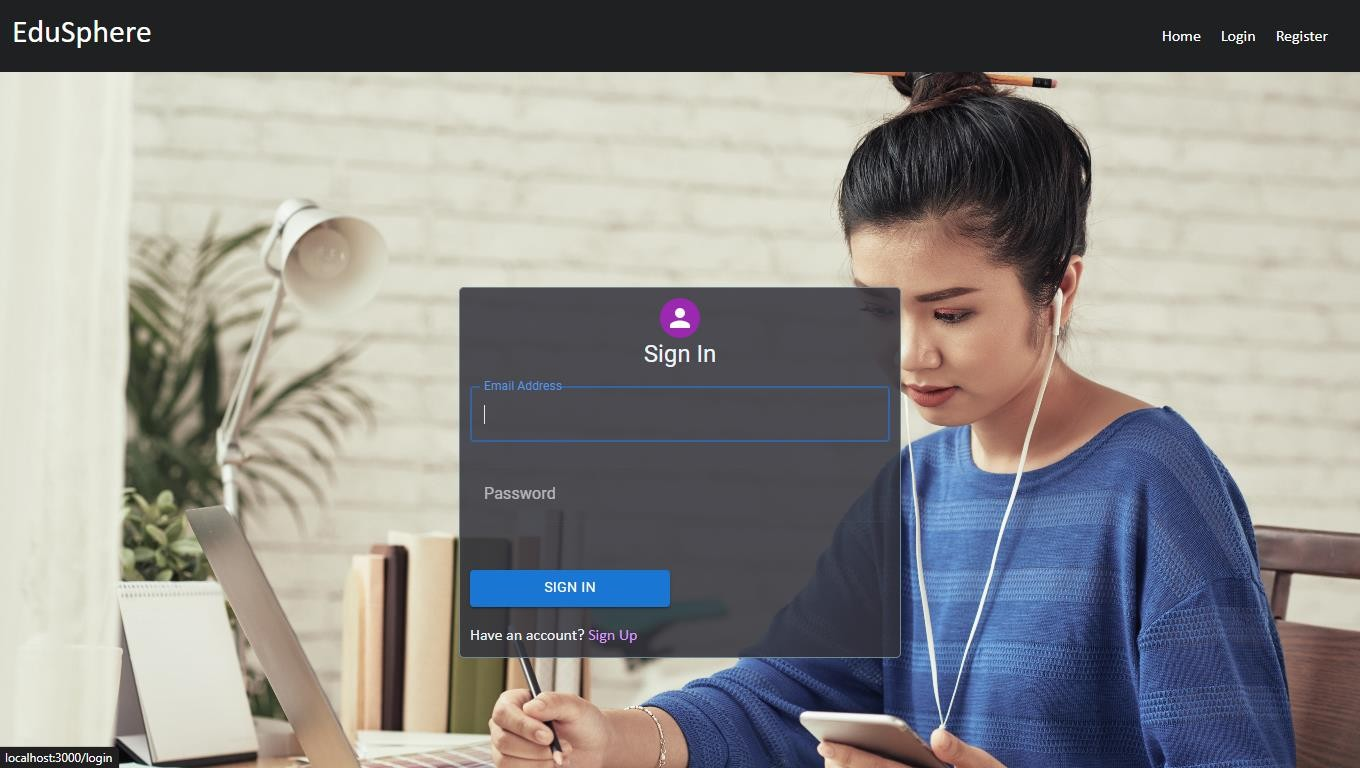 EduSphere
Home Login Register
Sign In
Email Address
Password
SIGN IN
Have an account? Sign Up
localhost:3000/login